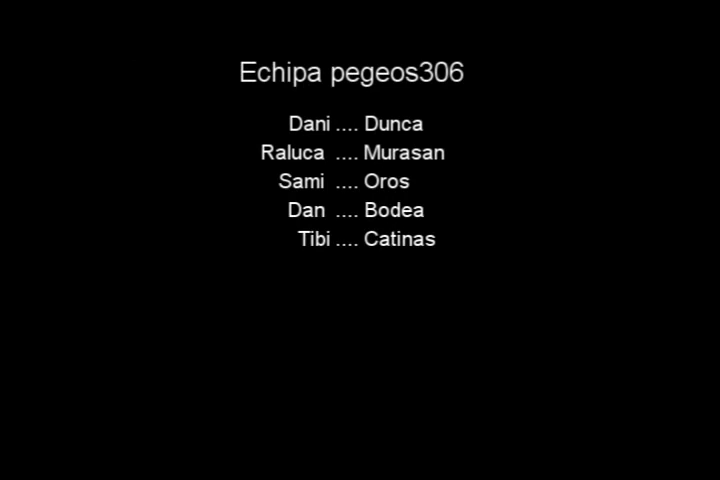 Echipa pegeos306
Dani .... Dunca
Raluca .... Murasan
Sami .... Oros
Dan .... Bodea
Tibi .... Catinas